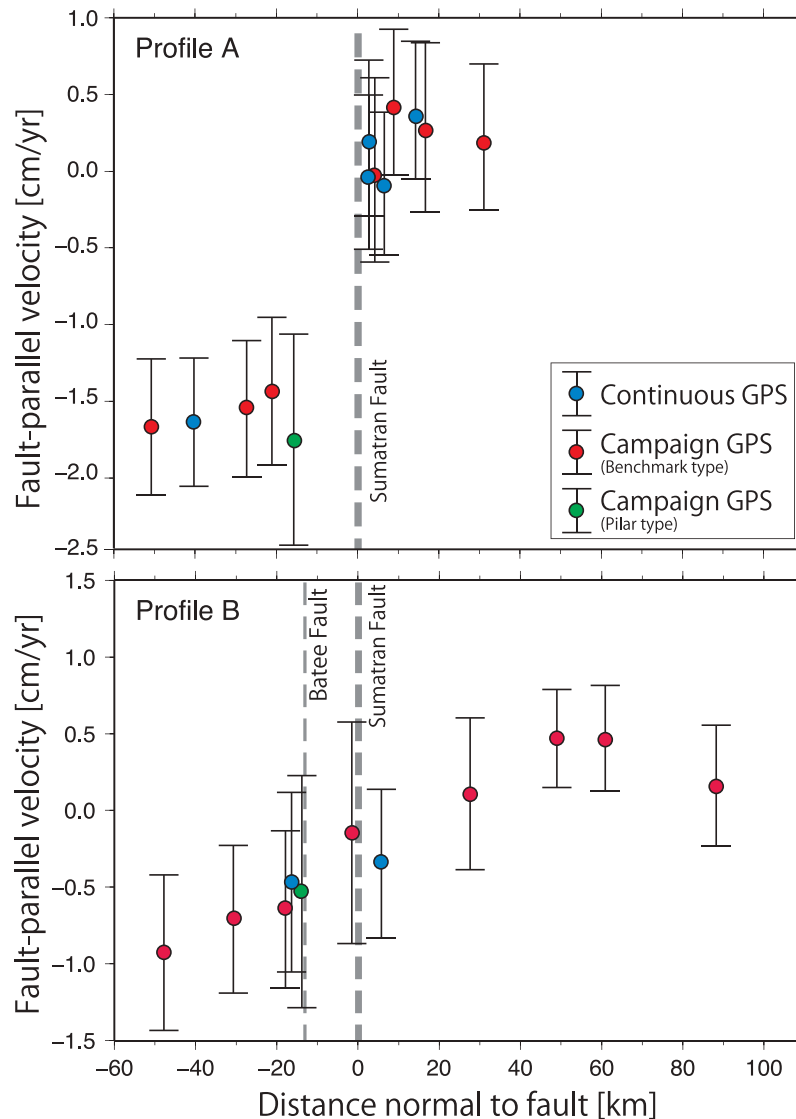 Profile A
1.0
0.5
0.0
−0.5
−1.0
−1.5
−2.0
−2.5
Fault-parallel velocity [cm/yr]
Sumatran Fault
Continuous GPS
Campaign GPS
(Benchmark type)
Campaign GPS
(Pilar type)
Profile B
1.5
1.0
0.5
0.0
−0.5
−1.0
−1.5
Fault-parallel velocity [cm/yr]
Batee Fault
Sumatran Fault
−60 −40 −20 0 20 40 60 80 100
Distance normal to fault [km]